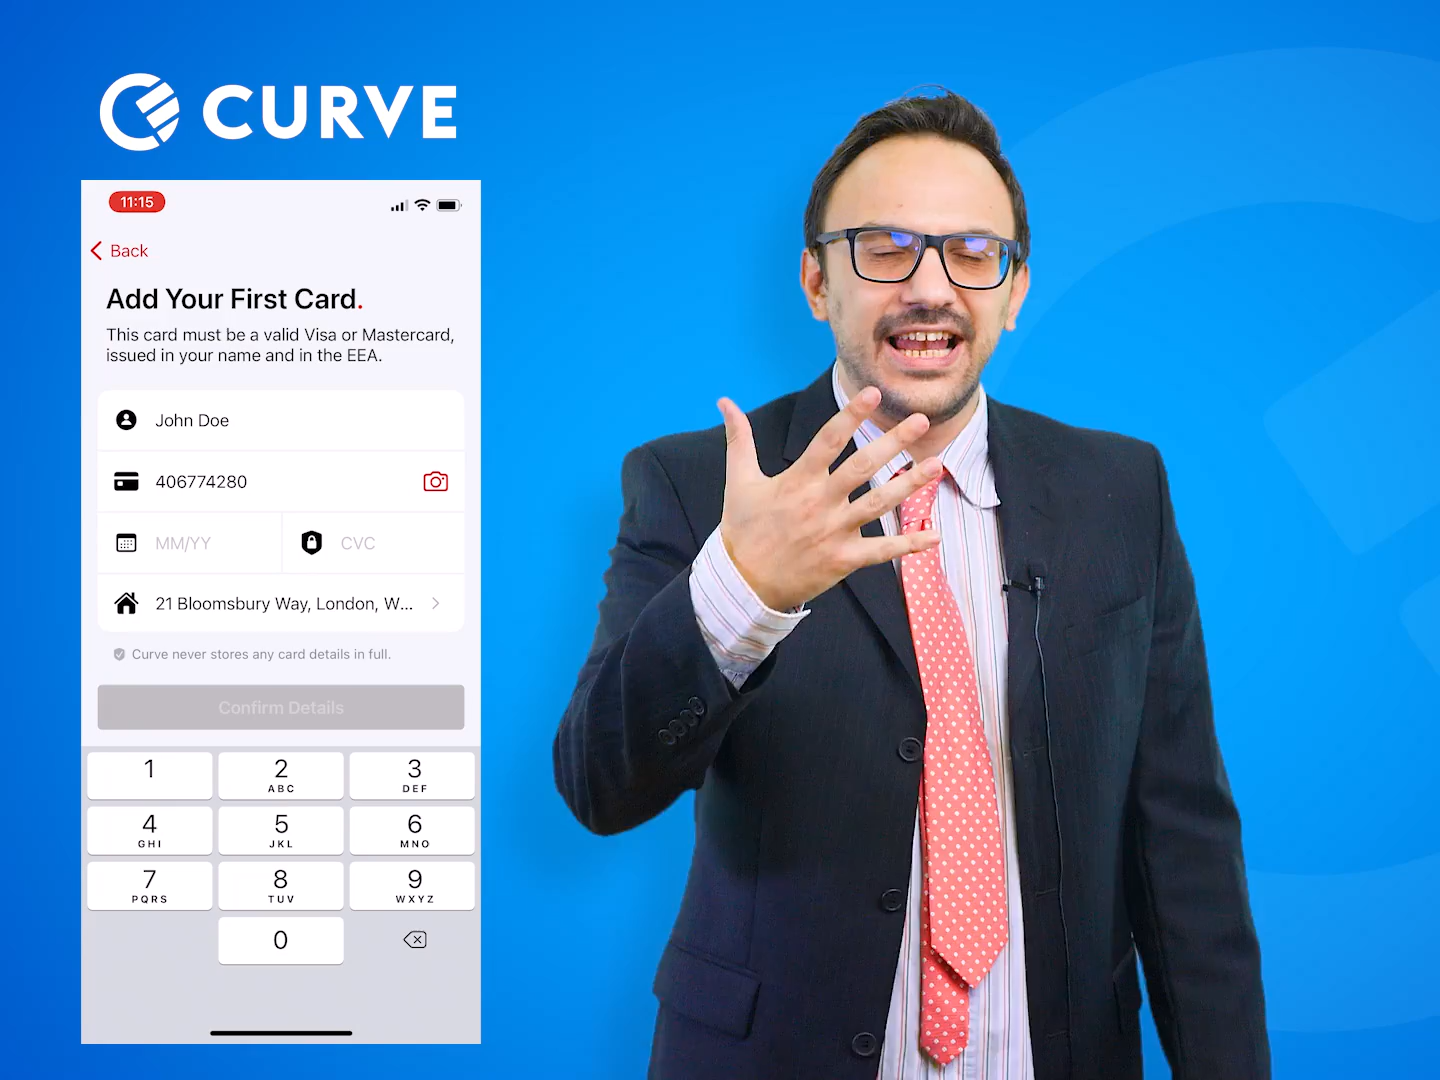 CURVE
11:15
Back
Add Your First Card.
This card must be a valid Visa or Mastercard,
issued in your name and in the EEA.
John Doe
406774280
MM/YY
CVC
21 Bloomsbury Way, London, W...
Curve never stores any card details in full.
Confirm Details
1 2 3
ABC DEF
4 5 6
GHI JKL MNO
7 8 9
PQRS TUV WXYZ
0